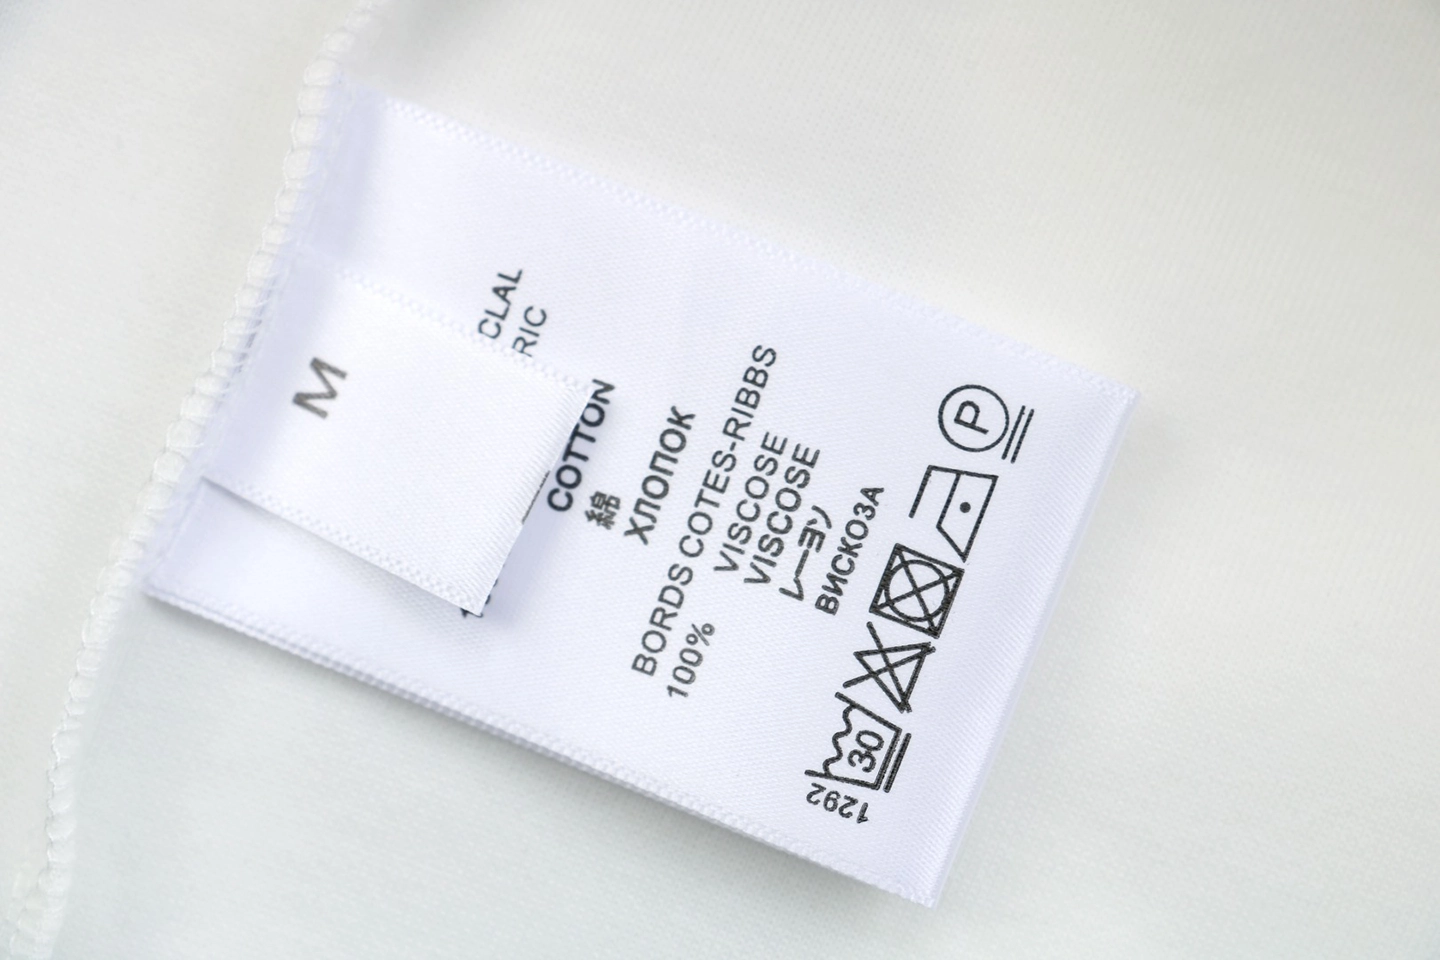 M
CLAL
RIC
COTTON
綿
ХЛОПОК
BORDS COTES-RIBBS
100% VISCOSE
VISCOSE
レーヨン
ВИСКОЗА
30
P
1292